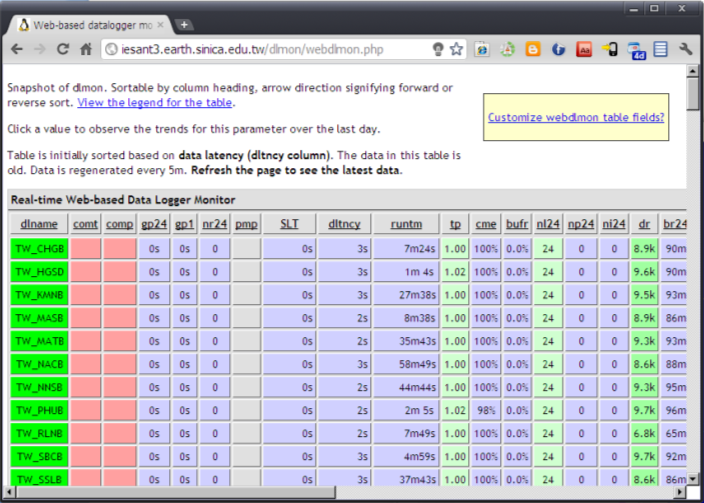 Web-based datalogger mo ×
iesant3.earth.sinica.edu.tw/dlmon/webdlmon.php
Aa
4d
Snapshot of dlmon. Sortable by column heading, arrow direction signifying forward or
reverse sort. View the legend for the table.
Customize webdlmon table fields?
Click a value to observe the trends for this parameter over the last day.
Table is initially sorted based on data latency (dltncy column). The data in this table is
old. Data is regenerated every 5m. Refresh the page to see the latest data.
Real-time Web-based Data Logger Monitor
dlname comt comp gp24 gp1 nr24 pmp SLT dltncy runtm tp cme bufr nl24 np24 ni24 dr br24
TW_CHGB 0s 0s 0 0s 3s 7m24s 1.00 100% 0.0% 24 0 0 8.9k 90m
TW_HGSD 0s 0s 0 0s 3s 1m 4s 1.02 100% 0.0% 24 0 0 9.6k 90m
TW_KMNB 0s 0s 0 0s 3s 27m38s 1.00 100% 0.0% 24 0 0 9.5k 93m
TW_MASB 0s 0s 0 0s 2s 8m38s 1.00 100% 0.0% 24 0 0 8.9k 86m
TW_MATB 0s 0s 0 0s 2s 35m43s 1.00 100% 0.0% 24 0 0 9.3k 93m
TW_NACB 0s 0s 0 0s 3s 58m49s 1.00 100% 0.0% 24 0 0 8.6k 88m
TW_NNSB 0s 0s 0 0s 2s 44m44s 1.00 100% 0.0% 24 0 0 9.3k 95m
TW_PHUB 0s 0s 0 0s 2s 2m 5s 1.02 98% 0.0% 24 0 0 9.7k 96m
TW_RLNB 0s 0s 0 0s 2s 7m49s 1.00 100% 0.0% 24 0 0 6.8k 65m
TW_SBCB 0s 0s 0 0s 3s 4m59s 1.00 100% 0.0% 24 0 0 9.7k 92m
TW_SSLB 0s 0s 0 0s 3s 37m43s 1.00 100% 0.0% 24 0 0 8.6k 86m